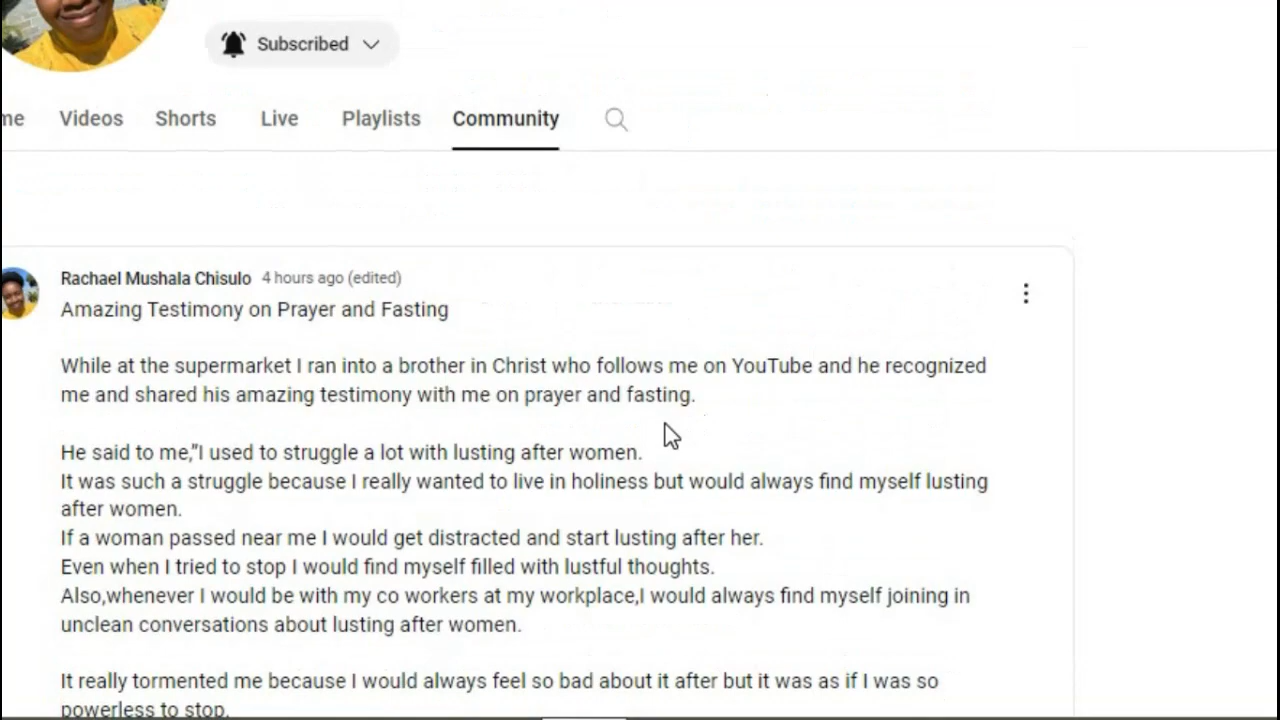 Subscribed
me Videos Shorts Live Playlists Community
Rachael Mushala Chisulo 4 hours ago (edited)
Amazing Testimony on Prayer and Fasting
While at the supermarket I ran into a brother in Christ who follows me on YouTube and he recognized
me and shared his amazing testimony with me on prayer and fasting.
He said to me,"I used to struggle a lot with lusting after women.
It was such a struggle because I really wanted to live in holiness but would always find myself lusting
after women.
If a woman passed near me I would get distracted and start lusting after her.
Even when I tried to stop I would find myself filled with lustful thoughts.
Also,whenever I would be with my co workers at my workplace,I would always find myself joining in
unclean conversations about lusting after women.
It really tormented me because I would always feel so bad about it after but it was as if I was so
powerless to stop.